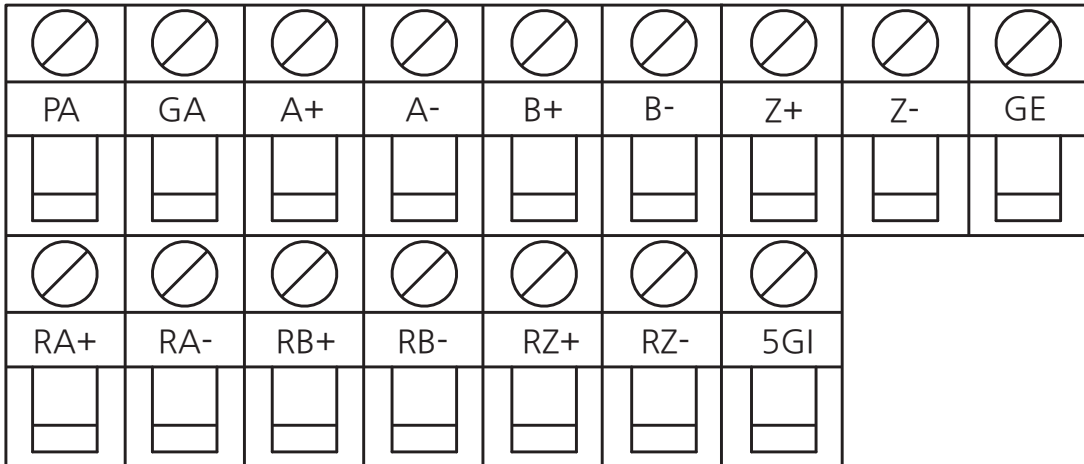 PA GA A+ A- B+ B- Z+ Z- GE
RA+ RA- RB+ RB- RZ+ RZ- 5GI